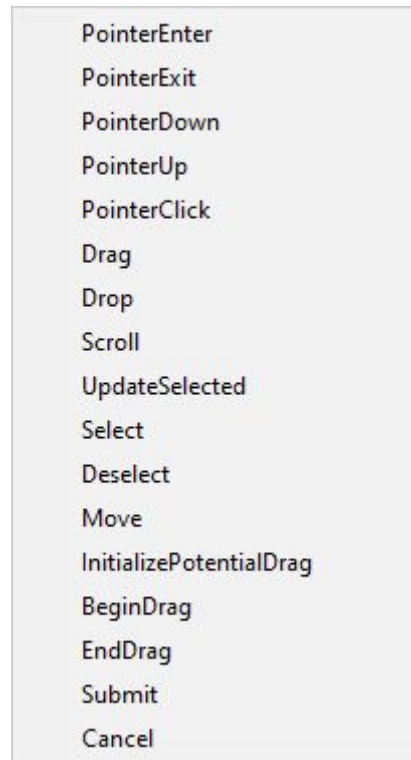 PointerEnter
PointerExit
PointerDown
PointerUp
PointerClick
Drag
Drop
Scroll
UpdateSelected
Select
Deselect
Move
InitializePotentialDrag
BeginDrag
EndDrag
Submit
Cancel